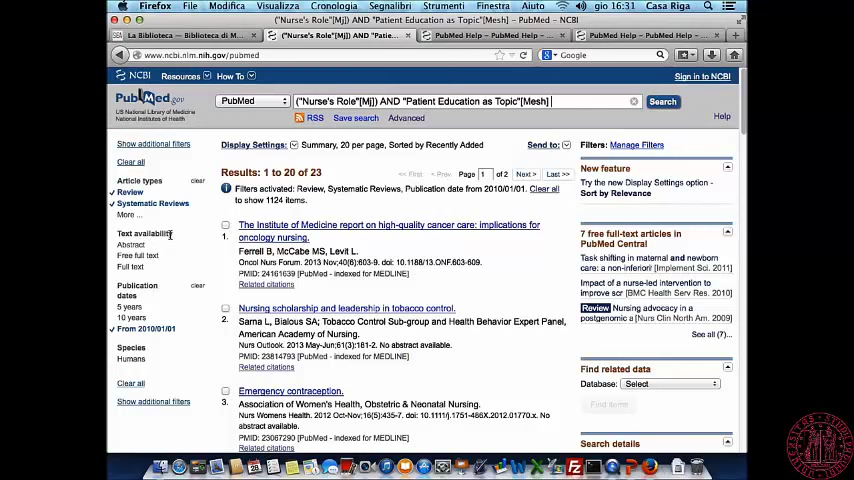 Firefox File Modifica Visualizza Cronologia Segnalibri Strumenti Finestra Aiuto gio 16:31 Casa Riga
("Nurse's Role"[Mj]) AND "Patient Education as Topic"[Mesh] - PubMed - NCBI
La Biblioteca — Biblioteca di M... ("Nurse's Role"[Mj]) AND "Patie... PubMed Help - PubMed Help - ... PubMed Help - PubMed Help - ...
www.ncbi.nlm.nih.gov/pubmed Google
NCBI Resources How To Sign in to NCBI
PubMed.gov
US National Library of Medicine
National Institutes of Health
PubMed ("Nurse's Role"[Mj]) AND "Patient Education as Topic"[Mesh] Search
RSS Save search Advanced Help
Show additional filters
Clear all
Article types clear
Review
Systematic Reviews
More ...
Text availability
Abstract
Free full text
Full text
Publication dates clear
5 years
10 years
From 2010/01/01
Species
Humans
Clear all
Show additional filters
Display Settings: Summary, 20 per page, Sorted by Recently Added Send to:
Results: 1 to 20 of 23 << First < Prev Page 1 of 2 Next > Last >>
Filters activated: Review, Systematic Reviews, Publication date from 2010/01/01. Clear all
to show 1124 items.
The Institute of Medicine report on high-quality cancer care: implications for
1. oncology nursing.
Ferrell B, McCabe MS, Levit L.
Oncol Nurs Forum. 2013 Nov;40(6):603-9. doi: 10.1188/13.ONF.603-609.
PMID: 24161639 [PubMed - indexed for MEDLINE]
Related citations
Nursing scholarship and leadership in tobacco control.
2. Sarna L, Bialous SA; Tobacco Control Sub-group and Health Behavior Expert Panel,
American Academy of Nursing.
Nurs Outlook. 2013 May-Jun;61(3):181-2. No abstract available.
PMID: 23814793 [PubMed - indexed for MEDLINE]
Related citations
Emergency contraception.
3. Association of Women's Health, Obstetric & Neonatal Nursing.
Nurs Womens Health. 2012 Oct-Nov;16(5):435-7. doi: 10.1111/j.1751-486X.2012.01770.x. No
abstract available.
PMID: 23067290 [PubMed - indexed for MEDLINE]
Related citations
Filters: Manage Filters
New feature
Try the new Display Settings option -
Sort by Relevance
7 free full-text articles in
PubMed Central
Task shifting in maternal and newborn
care: a non-inferiori [Implement Sci. 2011]
Impact of a nurse-led intervention to
improve scr [BMC Health Serv Res. 2010]
Review Nursing advocacy in a
postgenomic a [Nurs Clin North Am. 2009]
See all (7)...
Find related data
Database: Select
Find items
Search details